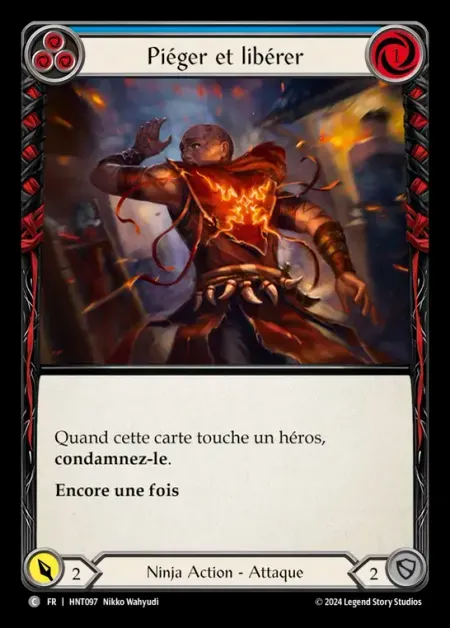 Piéger et libérer
1
Quand cette carte touche un héros,
condamnez-le.
Encore une fois
2
Ninja Action - Attaque
2
C FR | HNT097 Nikko Wahyudi
© 2024 Legend Story Studios